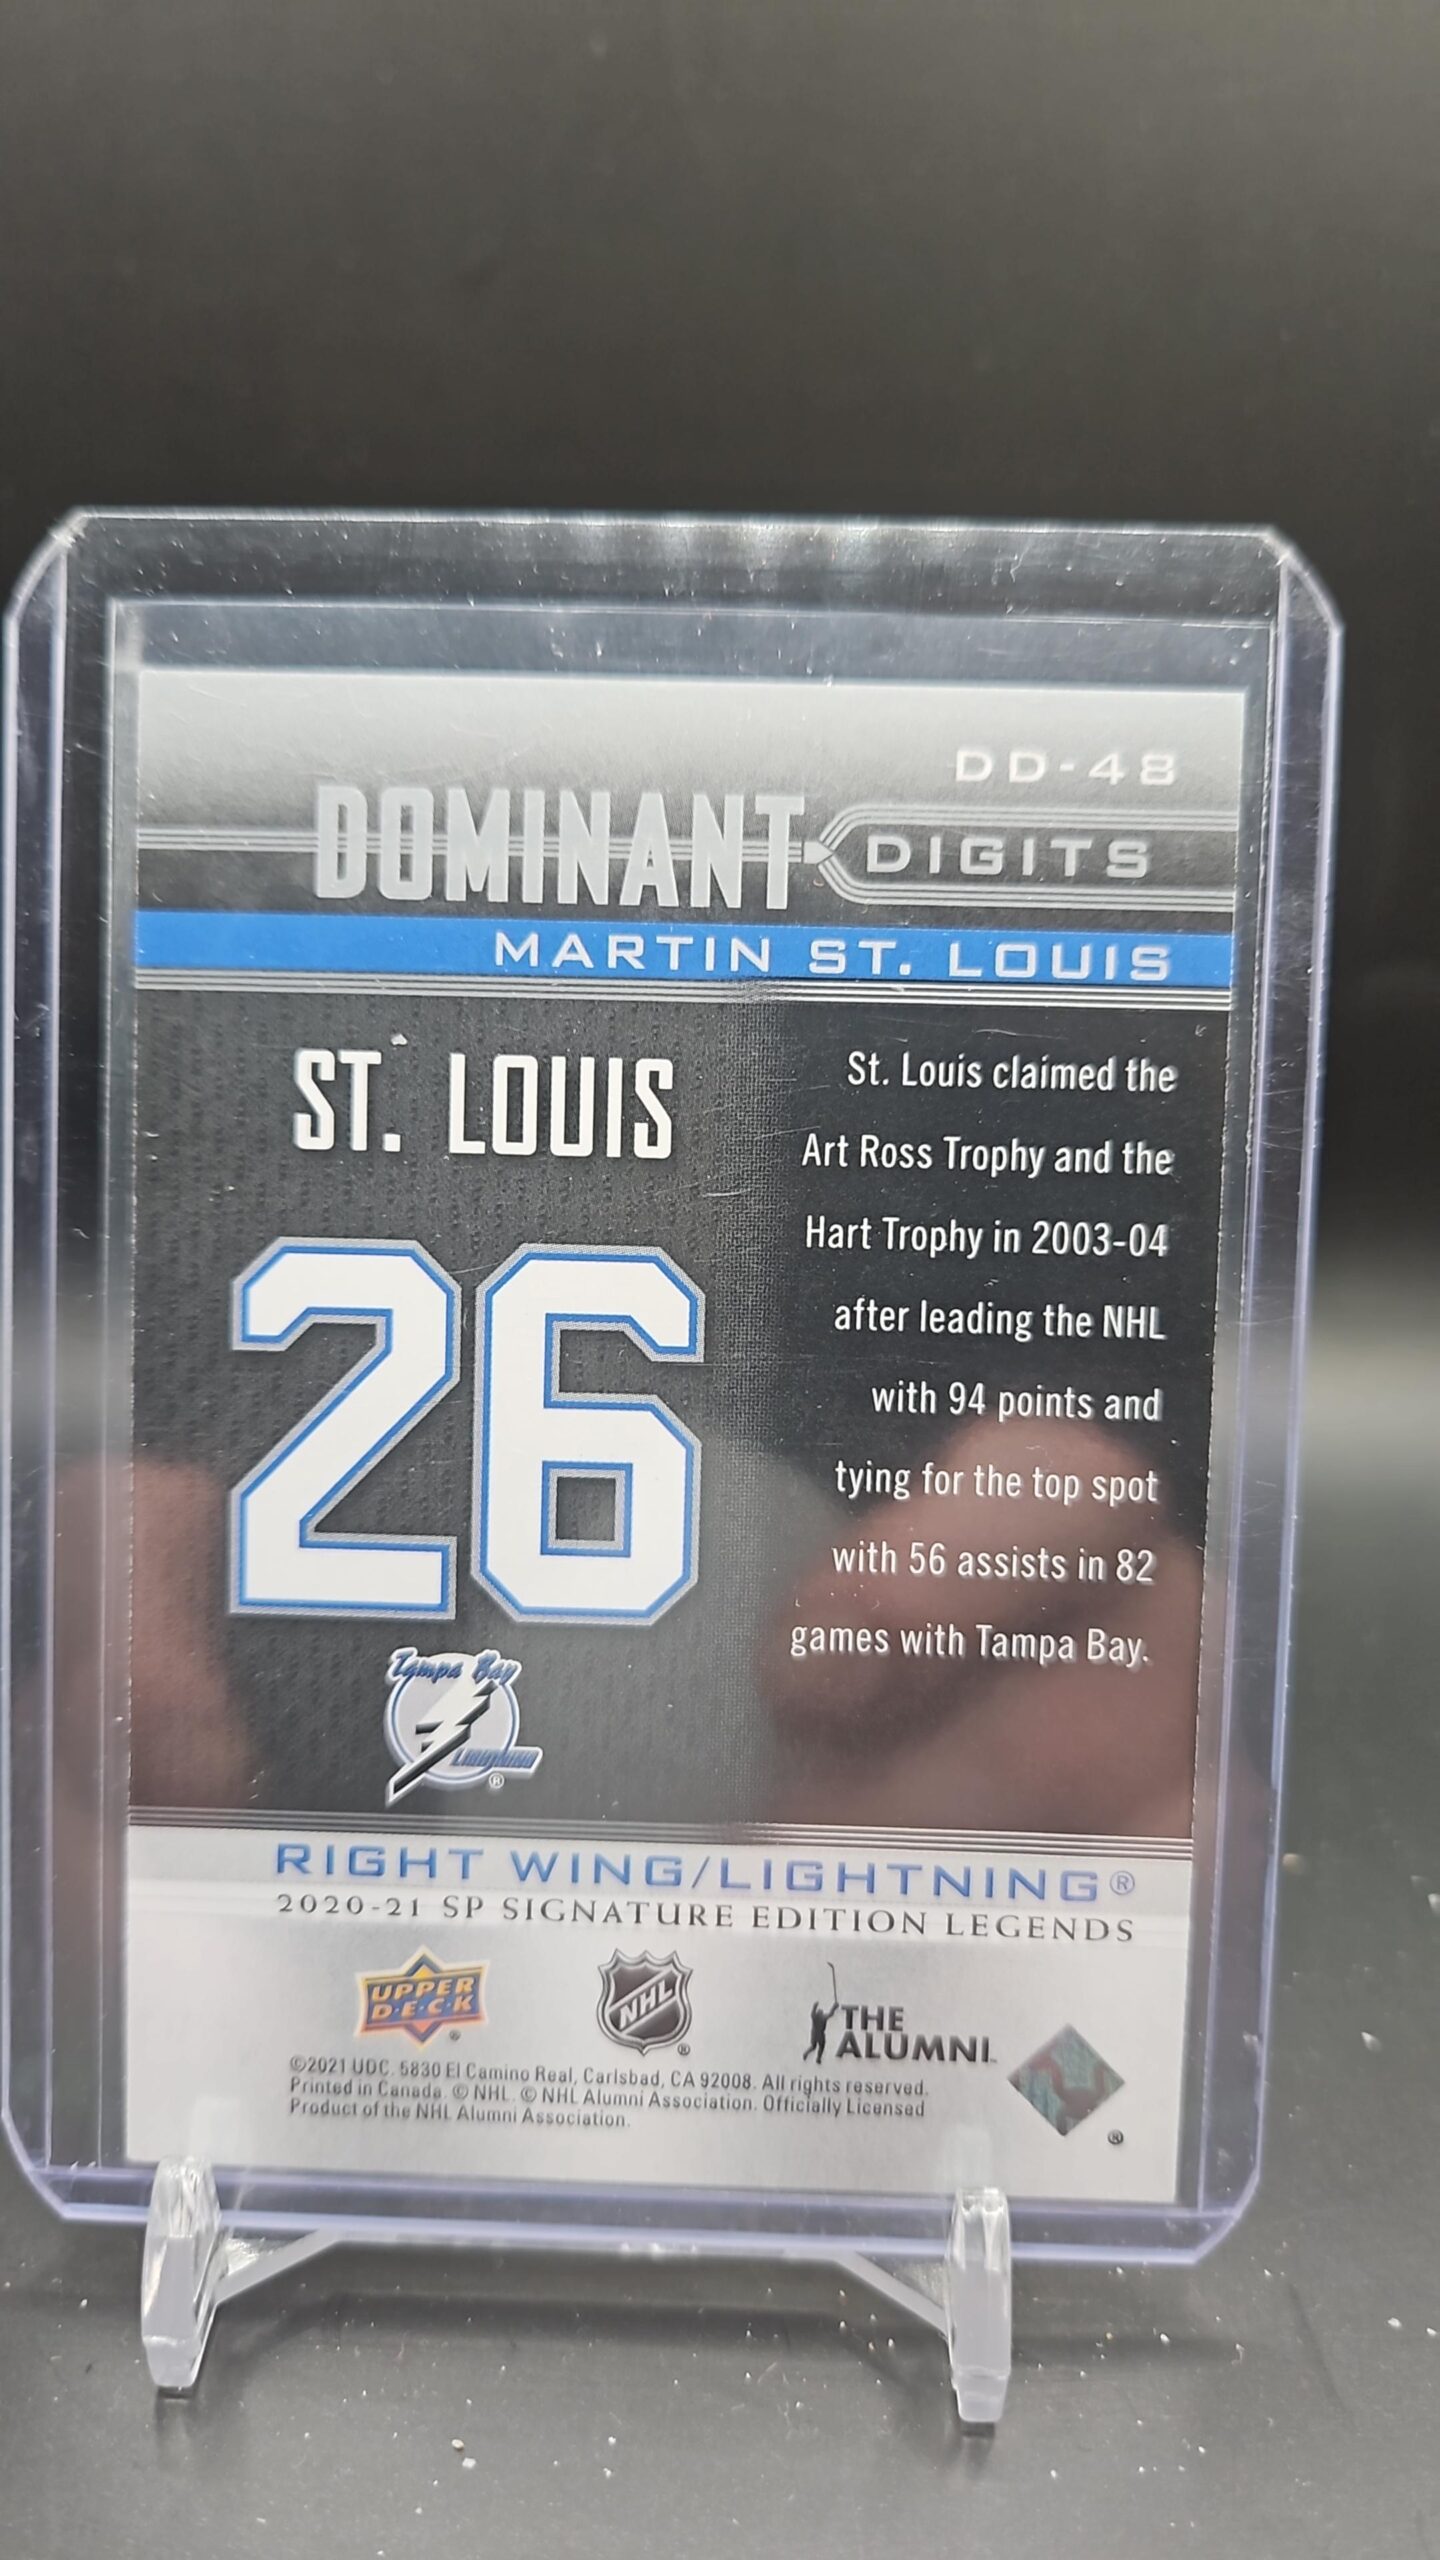 DD-48
DOMINANT DIGITS
MARTIN ST. LOUIS
ST. LOUIS
26
Tampa Bay
LIGHTNING
®
St. Louis claimed the
Art Ross Trophy and the
Hart Trophy in 2003-04
after leading the NHL
with 94 points and
tying for the top spot
with 56 assists in 82
games with Tampa Bay.
RIGHT WING/LIGHTNING®
2020-21 SP SIGNATURE EDITION LEGENDS
UPPER
D·E·C·K
®
NHL
®
THE
ALUMNI™
©2021 UDC. 5830 El Camino Real, Carlsbad, CA 92008. All rights reserved.
Printed in Canada. © NHL. © NHL Alumni Association. Officially Licensed
Product of the NHL Alumni Association.
®